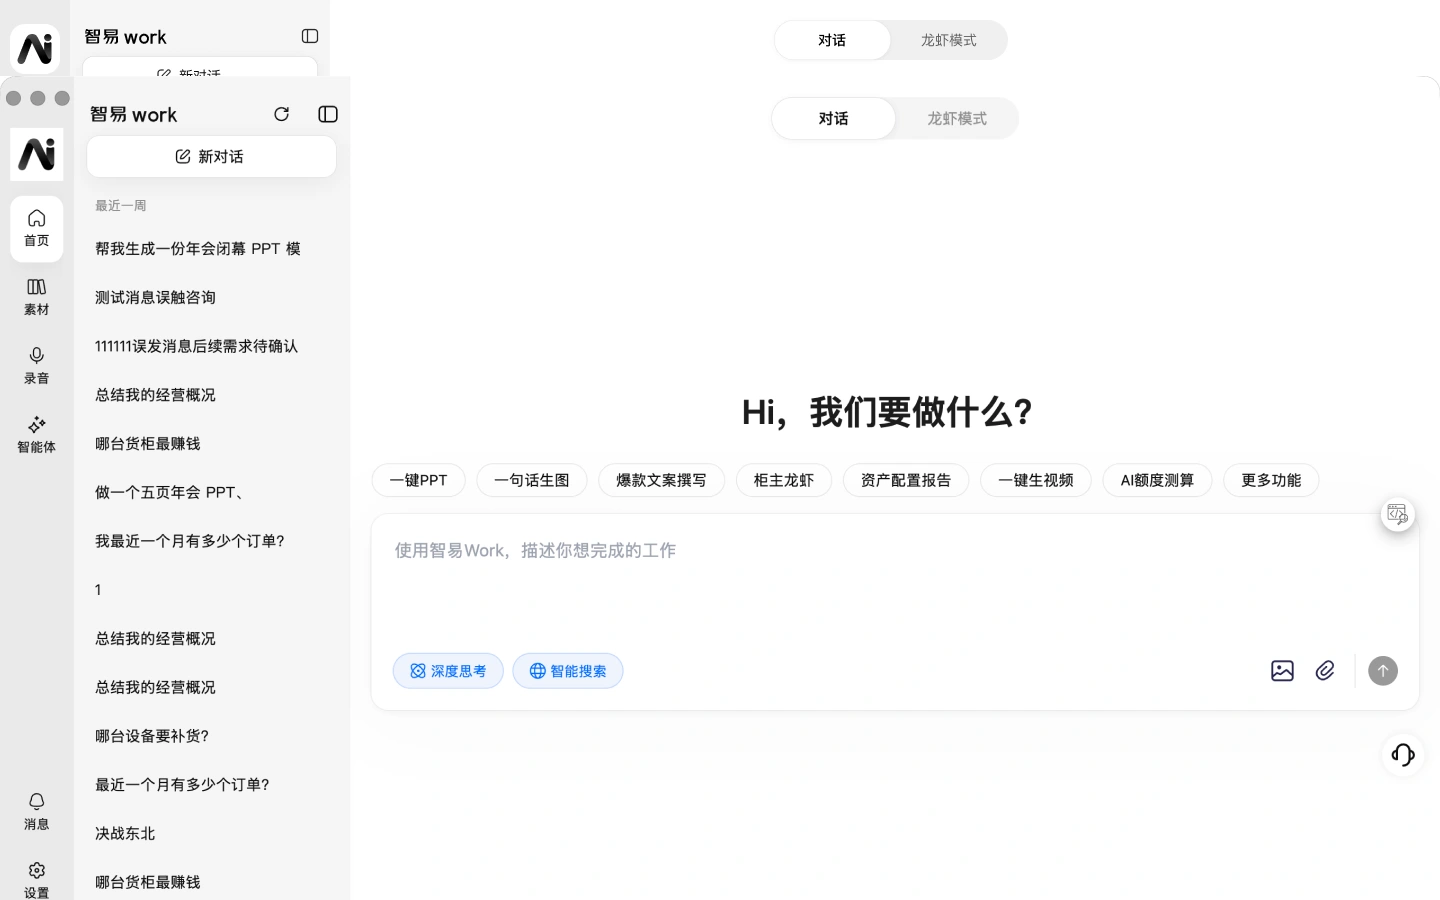 智易 work
对话
龙虾模式
新对话
智易 work
对话
龙虾模式
新对话
首页
素材
录音
智能体
消息
设置
最近一周
帮我生成一份年会闭幕 PPT 模
测试消息误触咨询
111111误发消息后续需求待确认
总结我的经营概况
哪台货柜最赚钱
做一个五页年会 PPT、
我最近一个月有多少个订单?
1
总结我的经营概况
总结我的经营概况
哪台设备要补货?
最近一个月有多少个订单?
决战东北
哪台货柜最赚钱
Hi，我们要做什么?
一键PPT
一句话生图
爆款文案撰写
柜主龙虾
资产配置报告
一键生视频
AI额度测算
更多功能
使用智易Work，描述你想完成的工作
深度思考
智能搜索